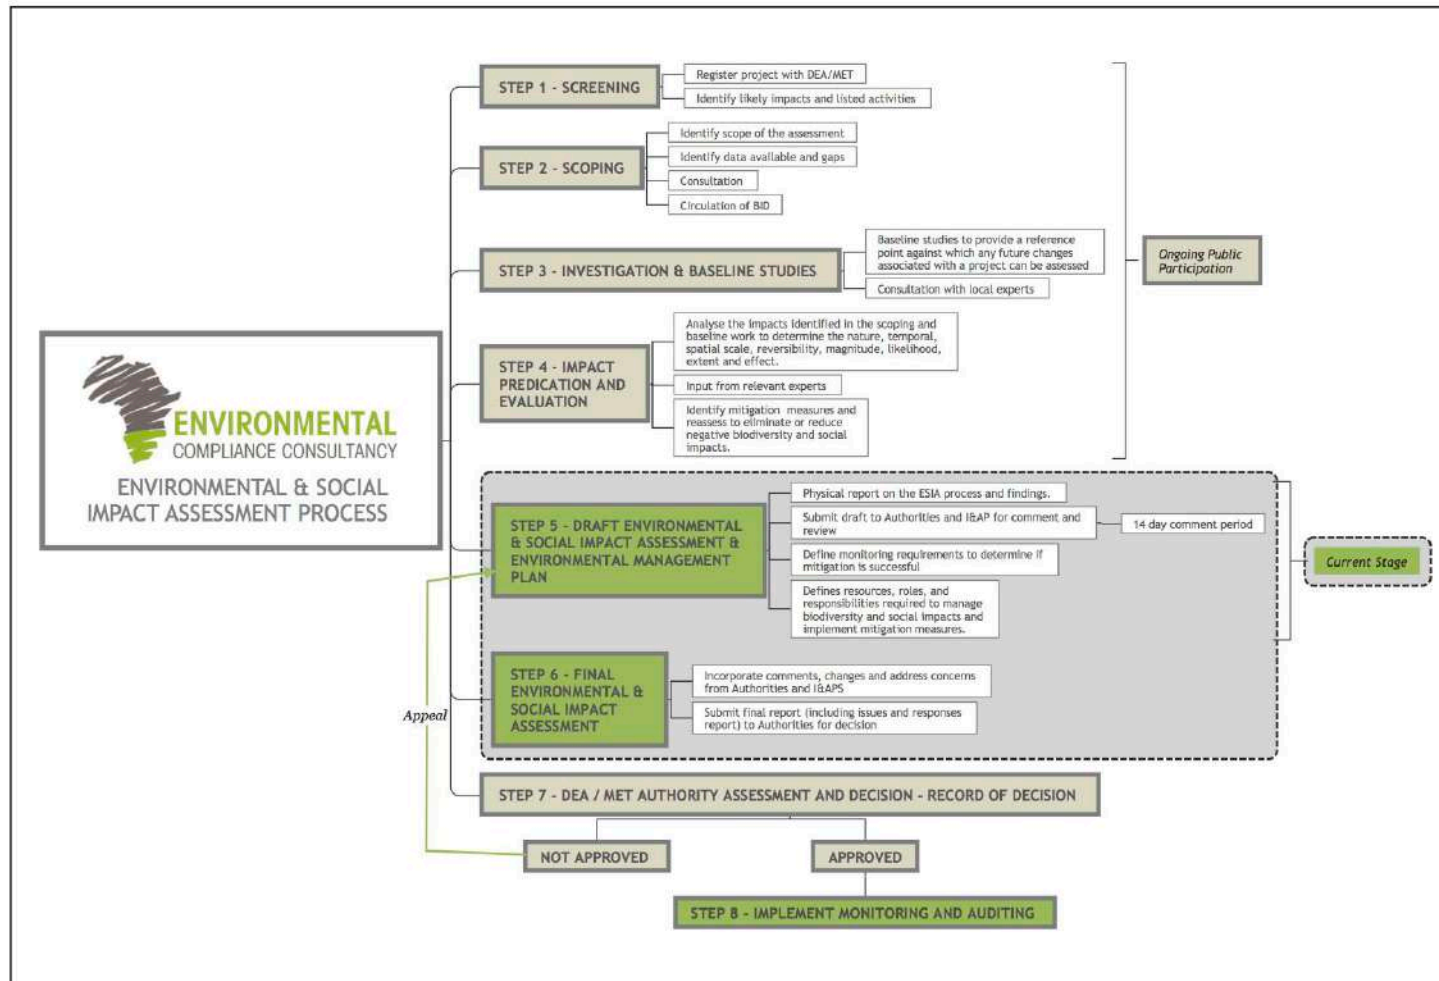 ENVIRONMENTAL
COMPLIANCE CONSULTANCY
ENVIRONMENTAL & SOCIAL
IMPACT ASSESSMENT PROCESS
STEP 1 - SCREENING
Register project with DEA/MET
Identify likely impacts and listed activities
STEP 2 - SCOPING
Identify scope of the assessment
Identify data available and gaps
Consultation
Circulation of BID
STEP 3 - INVESTIGATION & BASELINE STUDIES
Baseline studies to provide a reference
point against which any future changes
associated with a project can be assessed
Consultation with local experts
STEP 4 - IMPACT
PREDICATION AND
EVALUATION
Analyse the impacts identified in the scoping and
baseline work to determine the nature, temporal,
spatial scale, reversibility, magnitude, likelihood,
extent and effect.
Input from relevant experts
Identify mitigation measures and
reassess to eliminate or reduce
negative biodiversity and social
impacts.
Ongoing Public
Participation
STEP 5 - DRAFT ENVIRONMENTAL
& SOCIAL IMPACT ASSESSMENT &
ENVIRONMENTAL MANAGEMENT
PLAN
Physical report on the ESIA process and findings.
Submit draft to Authorities and I&AP for comment and
review
14 day comment period
Define monitoring requirements to determine if
mitigation is successful
Defines resources, roles, and
responsibilities required to manage
biodiversity and social impacts and
implement mitigation measures.
Current Stage
STEP 6 - FINAL
ENVIRONMENTAL &
SOCIAL IMPACT
ASSESSMENT
Incorporate comments, changes and address concerns
from Authorities and I&APS
Submit final report (including issues and responses
report) to Authorities for decision
Appeal
STEP 7 - DEA / MET AUTHORITY ASSESSMENT AND DECISION - RECORD OF DECISION
NOT APPROVED
APPROVED
STEP 8 - IMPLEMENT MONITORING AND AUDITING